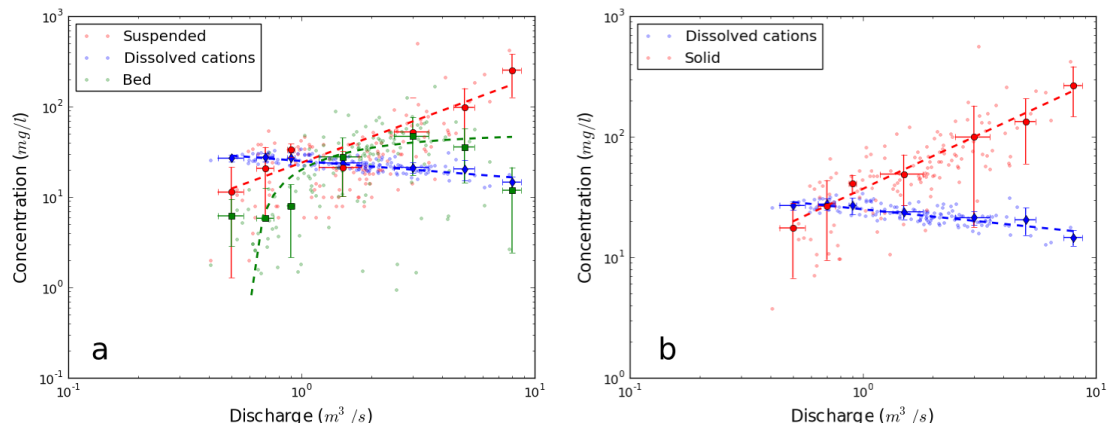 10³
10²
10¹
10⁰
10⁻¹
Concentration (mg/l)
Suspended
Dissolved cations
Bed
a
10⁻¹
10⁰
10¹
Discharge (m³/s)
10³
10²
10¹
10⁰
Concentration (mg/l)
Dissolved cations
Solid
b
10⁻¹
10⁰
10¹
Discharge (m³/s)